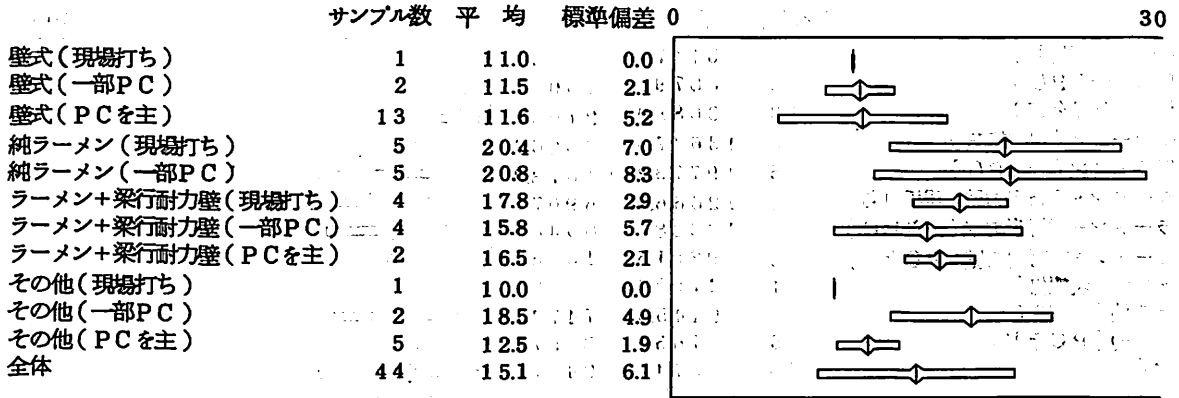 サンプル数 平 均 標準偏差 0 30
壁式(現場打ち) 1 11.0 0.0
壁式(一部PC) 2 11.5 2.1
壁式(PCを主) 13 11.6 5.2
純ラーメン(現場打ち) 5 20.4 7.0
純ラーメン(一部PC) 5 20.8 8.3
ラーメン+梁行耐力壁(現場打ち) 4 17.8 2.9
ラーメン+梁行耐力壁(一部PC) 4 15.8 5.7
ラーメン+梁行耐力壁(PCを主) 2 16.5 2.1
その他(現場打ち) 1 10.0 0.0
その他(一部PC) 2 18.5 4.9
その他(PCを主) 5 12.5 1.9
全体 44 15.1 6.1